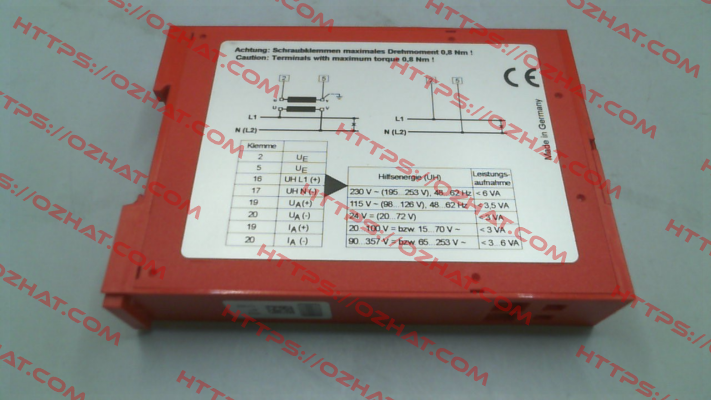 Achtung: Schraubklemmen maximales Drehmoment 0,8 Nm !
Caution: Terminals with maximum torque 0,8 Nm !
CE
Made in Germany
2 5
L1
N (L2)
L1
N (L2)
Klemme
2 UE
5 UE
16 UH L1 (+)
17 UH N (-)
19 UA (+)
20 UA (-)
19 IA (+)
20 IA (-)
Hilfsenergie (UH) Leistungs-
aufnahme
230 V ~ (195...253 V), 48...62 Hz < 6 VA
115 V ~ (98...126 V), 48...62 Hz < 3,5 VA
24 V = (20...72 V) < 3 VA
20...100 V = bzw. 15...70 V ~ < 3 VA
90...357 V = bzw. 65...253 V ~ < 3...6 VA
HTTPS://OZHAT.COM